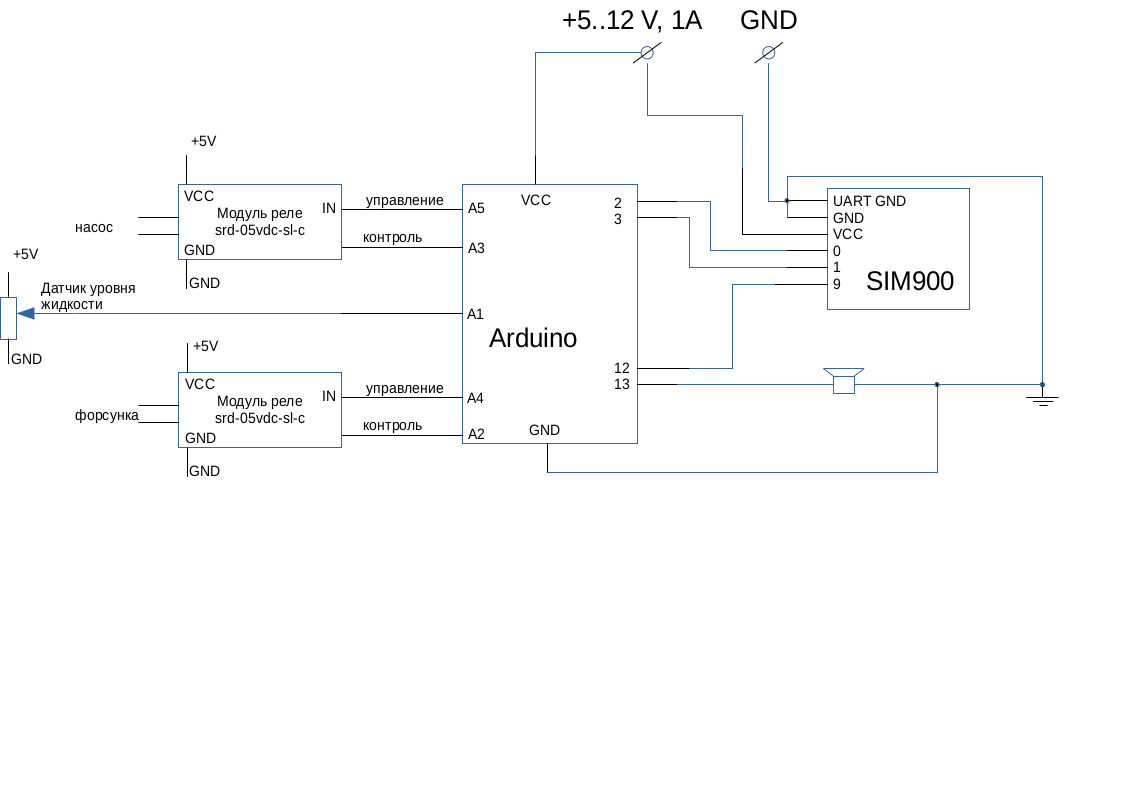 +5..12 V, 1A
GND
+5V
VCC
IN
Модуль реле
srd-05vdc-sl-c
GND
GND
насос
управление
контроль
+5V
Датчик уровня
жидкости
GND
+5V
VCC
IN
Модуль реле
srd-05vdc-sl-c
GND
GND
форсунка
управление
контроль
VCC
A5
A3
A1
Arduino
A4
A2
GND
2
3
12
13
UART GND
GND
VCC
0
1
9
SIM900